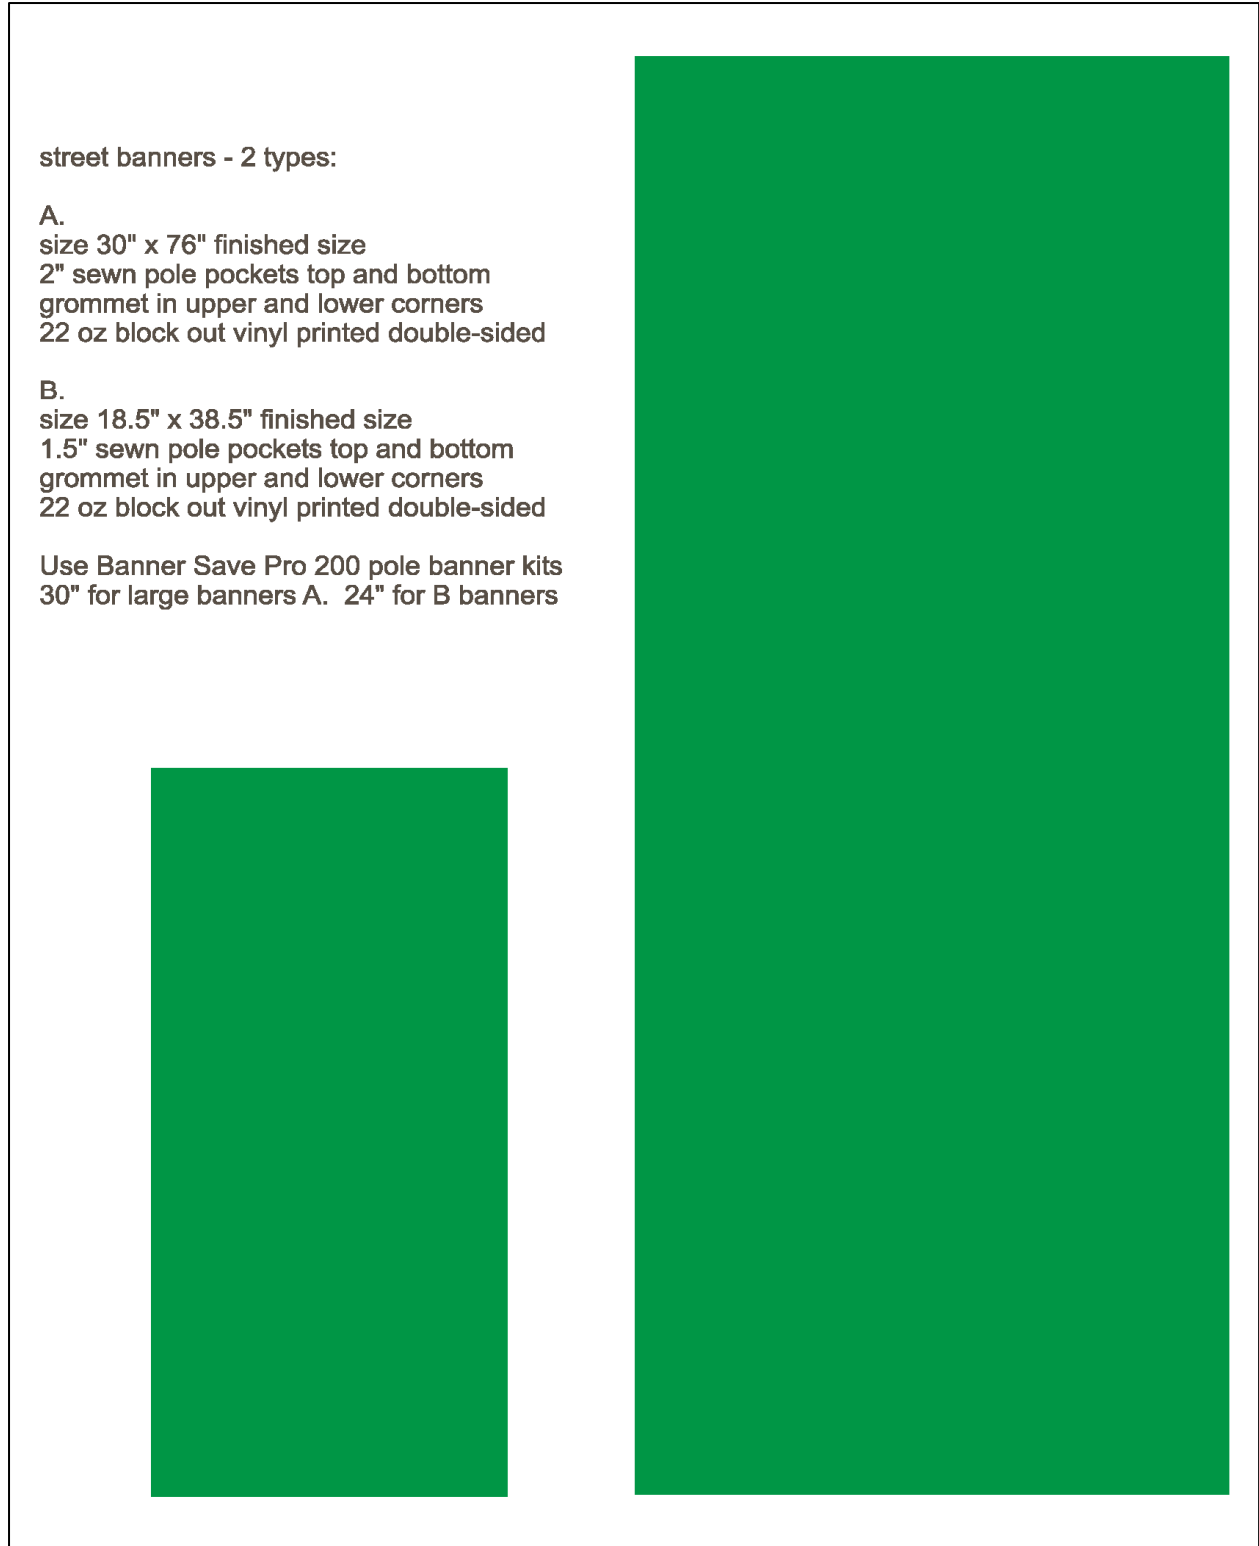 street banners - 2 types:
A.
size 30" x 76" finished size
2" sewn pole pockets top and bottom
grommet in upper and lower corners
22 oz block out vinyl printed double-sided
B.
size 18.5" x 38.5" finished size
1.5" sewn pole pockets top and bottom
grommet in upper and lower corners
22 oz block out vinyl printed double-sided
Use Banner Save Pro 200 pole banner kits
30" for large banners A.  24" for B banners